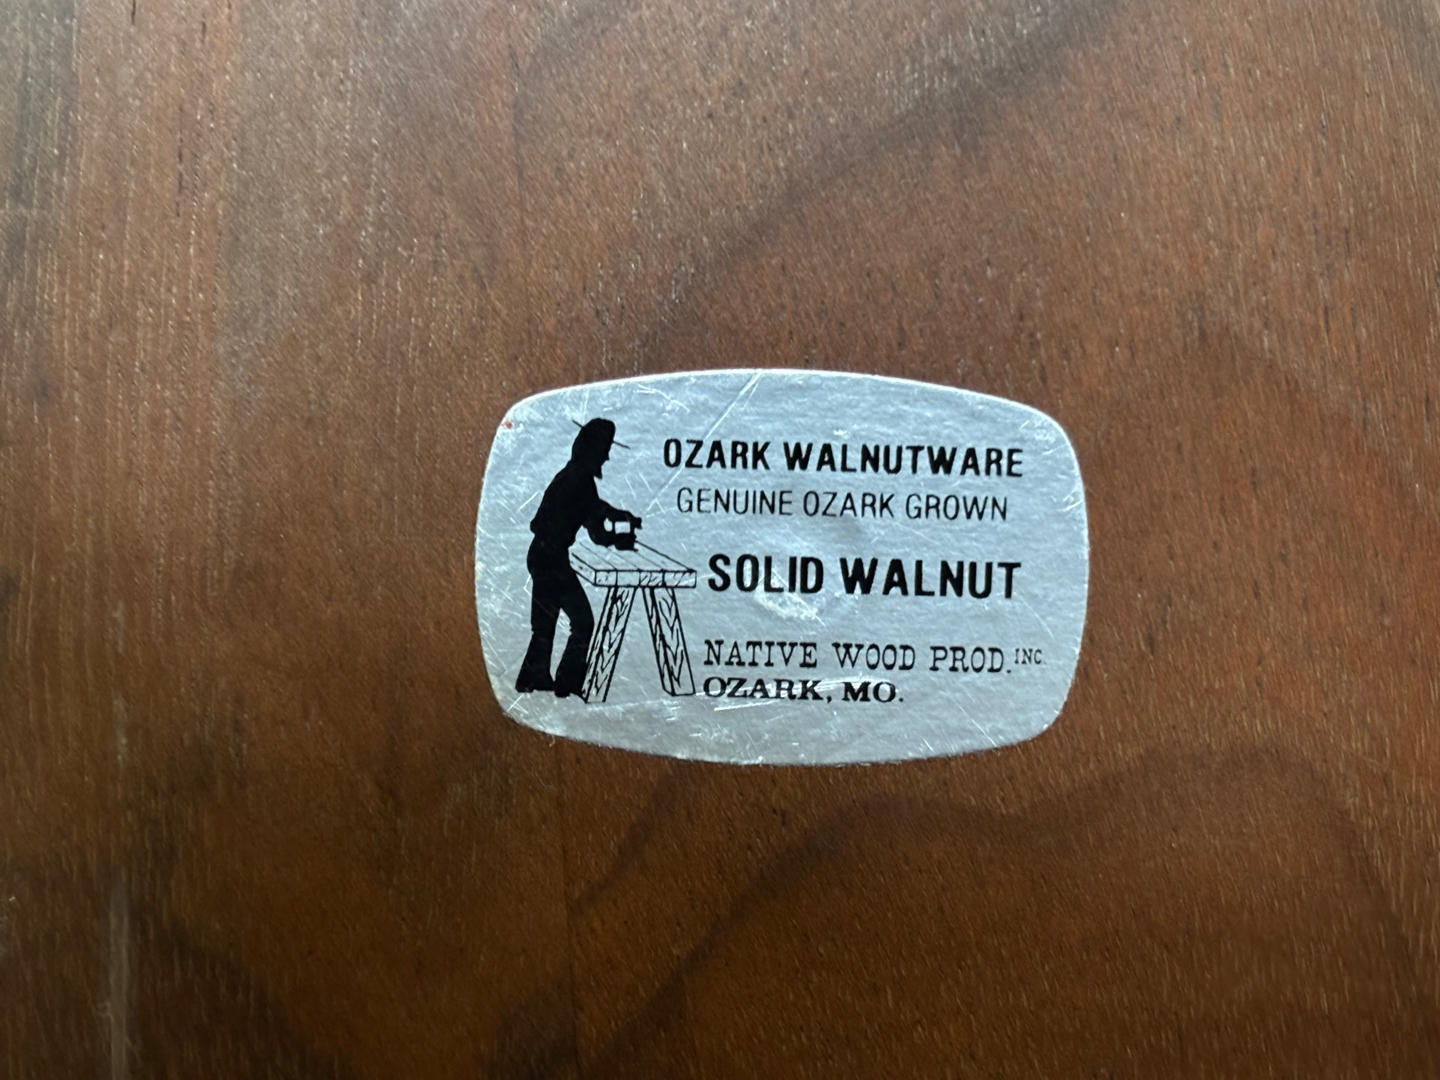 OZARK WALNUTWARE
GENUINE OZARK GROWN
SOLID WALNUT
NATIVE WOOD PROD. INC.
OZARK, MO.